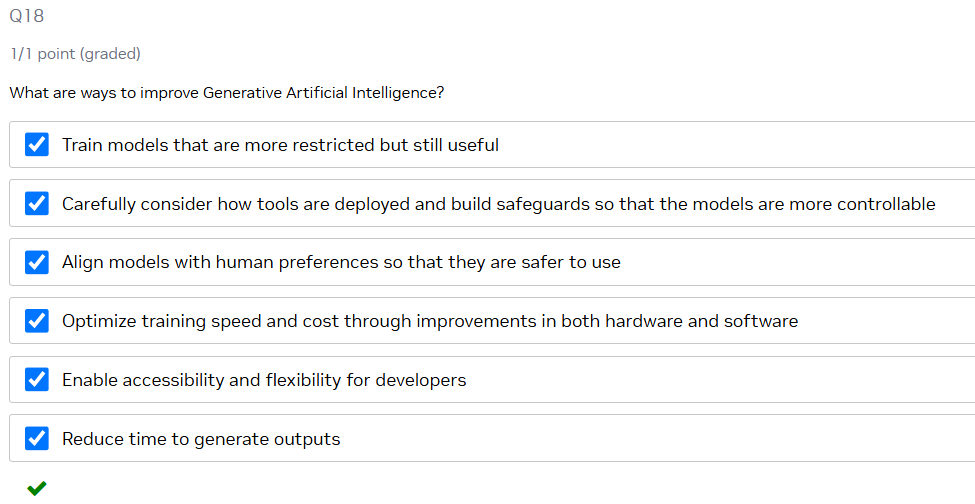 Q18
1/1 point (graded)
What are ways to improve Generative Artificial Intelligence?
Train models that are more restricted but still useful
Carefully consider how tools are deployed and build safeguards so that the models are more controllable
Align models with human preferences so that they are safer to use
Optimize training speed and cost through improvements in both hardware and software
Enable accessibility and flexibility for developers
Reduce time to generate outputs